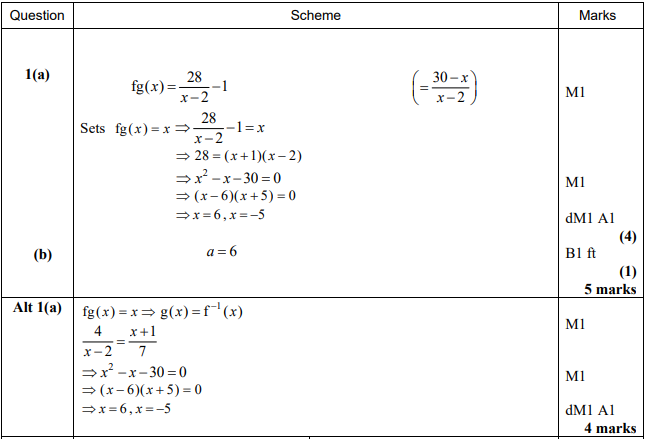 Question Scheme Marks
1(a) fg(x) = 28/(x−2) −1 (= (30−x)/(x−2)) M1
Sets fg(x) = x ⇒ 28/(x−2) −1 = x
⇒ 28 = (x+1)(x−2)
⇒ x² − x − 30 = 0 M1
⇒ (x−6)(x+5) = 0
⇒ x = 6, x = −5 dM1 A1
(4)
(b) a = 6 B1 ft
(1)
5 marks
Alt 1(a) fg(x) = x ⇒ g(x) = f⁻¹(x)
4/(x−2) = (x+1)/7 M1
⇒ x² − x − 30 = 0 M1
⇒ (x−6)(x+5) = 0
⇒ x = 6, x = −5 dM1 A1
4 marks